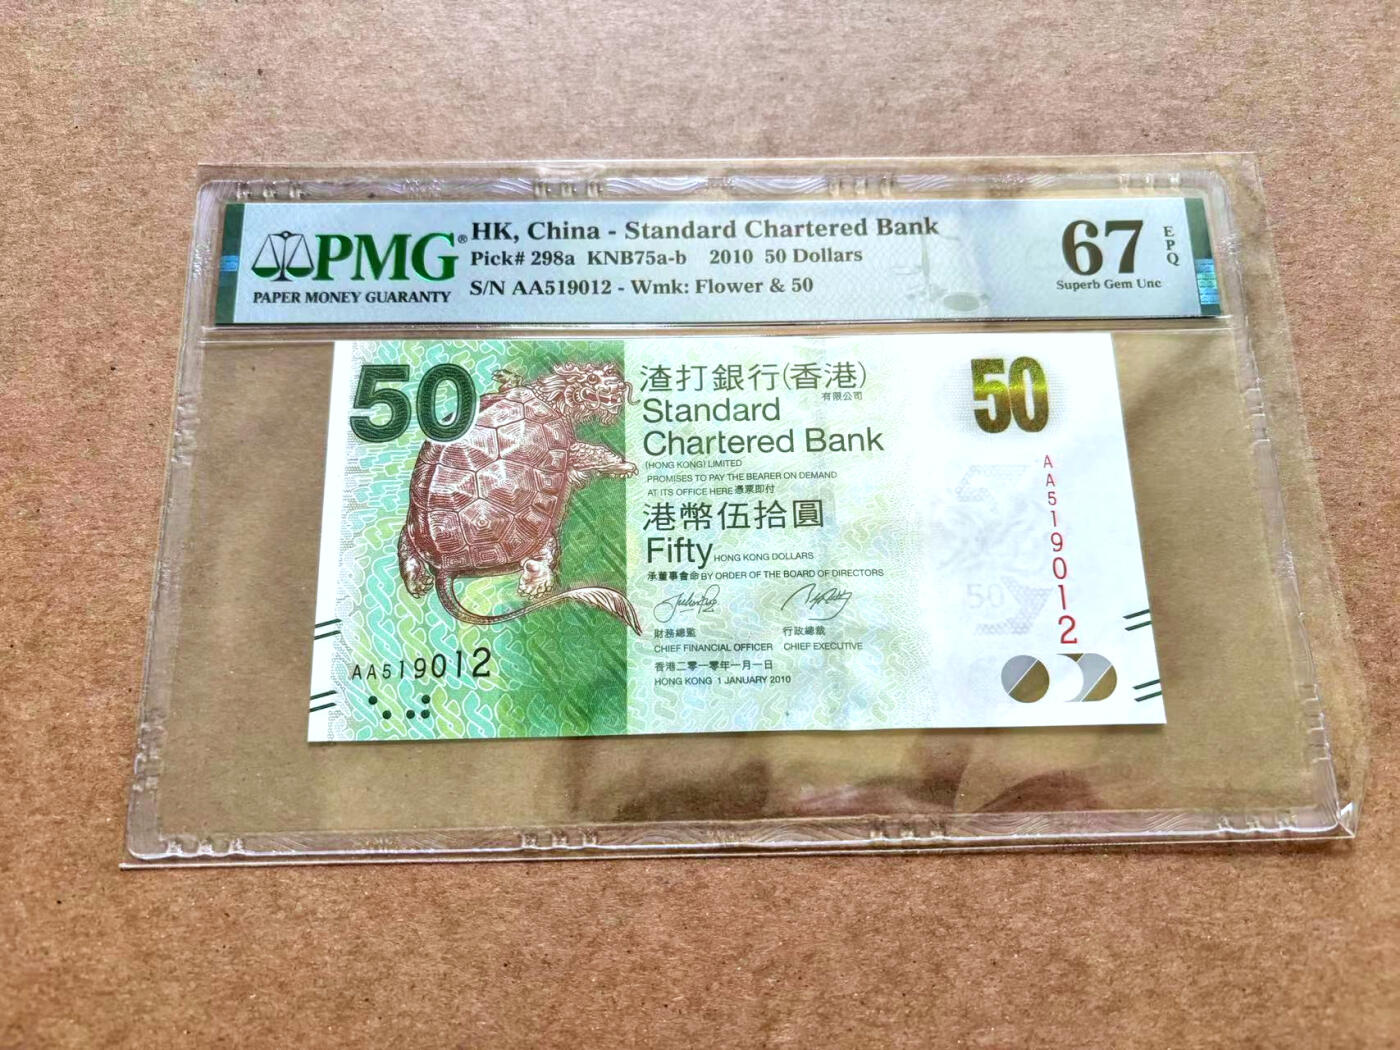 PMG®
PAPER MONEY GUARANTY
HK, China - Standard Chartered Bank
Pick# 298a KNB75a-b 2010 50 Dollars
S/N AA519012 - Wmk: Flower & 50
67
EPQ
Superb Gem Unc
50
渣打銀行(香港)
有限公司
Standard
Chartered Bank
(HONG KONG) LIMITED
PROMISES TO PAY THE BEARER ON DEMAND
AT ITS OFFICE HERE 憑票即付
港幣伍拾圓
Fifty HONG KONG DOLLARS
承董事會命 BY ORDER OF THE BOARD OF DIRECTORS
財務總監 行政總裁
CHIEF FINANCIAL OFFICER CHIEF EXECUTIVE
香港二零一零年一月一日
HONG KONG 1 JANUARY 2010
AA519012
50
AA519012
50